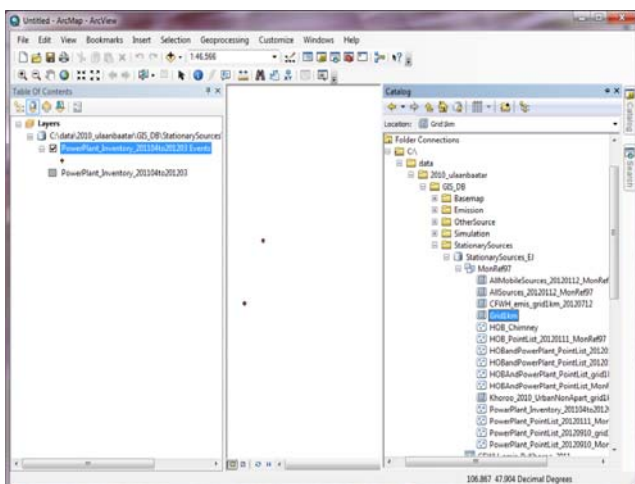 Untitled - ArcMap - ArcView
File Edit View Bookmarks Insert Selection Geoprocessing Customize Windows Help
1:46,566
Table Of Contents
Layers
C:\data\2010_ulaanbaatar\GIS_DB\StationarySources
PowerPlant_Inventory_201104to201203 Events
PowerPlant_Inventory_201104to201203
Catalog
Location: Grid1km
Folder Connections
C:\
data
2010_ulaanbaatar
GIS_DB
Basemap
Emission
OtherSource
Simulation
StationarySources
StationarySources_EJ
MonRef97
AllMobileSources_20120112_MonRef
AllSources_20120112_MonRef97
CFWH_emis_grid1km_20120712
Grid1km
HOB_Chimney
HOB_PointList_20120111_MonRef97
HOBandPowerPlant_PointList_20120
HOBandPowerPlant_PointList_20120
HOBAndPowerPlant_PointList_grid1
HOBAndPowerPlant_PointList_MonR
Khoroo_2010_UrbanNonApart_grid1
PowerPlant_Inventory_201104to2012
PowerPlant_PointList_20120111_Mor
PowerPlant_PointList_20120910_grid
PowerPlant_PointList_20120910_Mor
Catalog
Search
106.867 47.904 Decimal Degrees